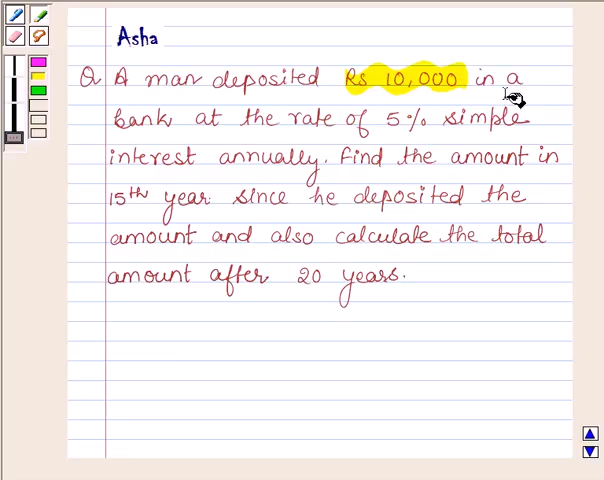 Asha
Q A man deposited Rs 10,000 in a
bank at the rate of 5% simple
interest annually. Find the amount in
15th year since he deposited the
amount and also calculate the total
amount after 20 years.